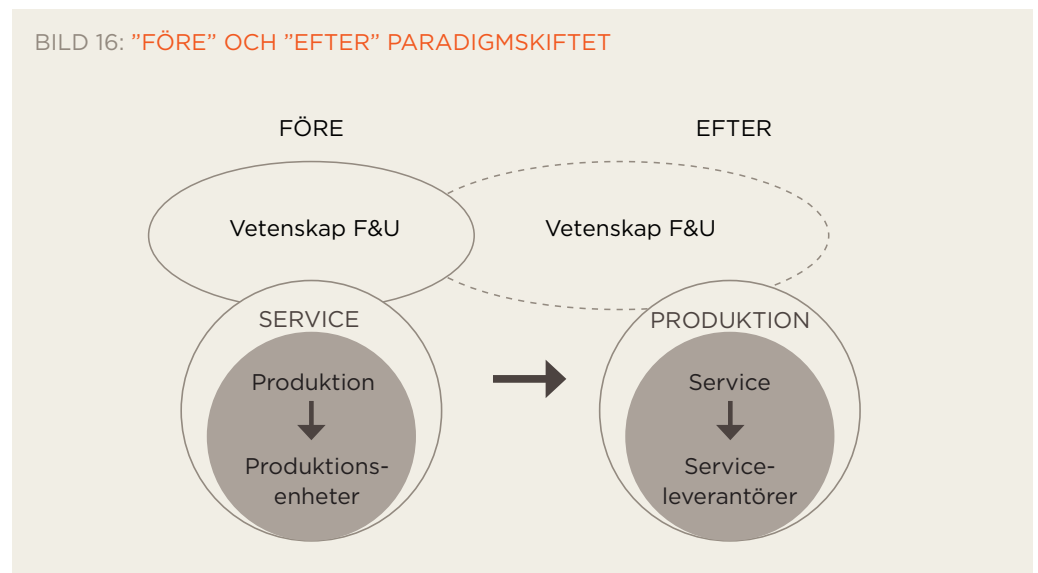 BILD 16: ”FÖRE” OCH ”EFTER” PARADIGMSKIFTET
FÖRE
EFTER
Vetenskap F&U
Vetenskap F&U
SERVICE
Produktion
Produktions-
enheter
PRODUKTION
Service
Service-
leverantörer